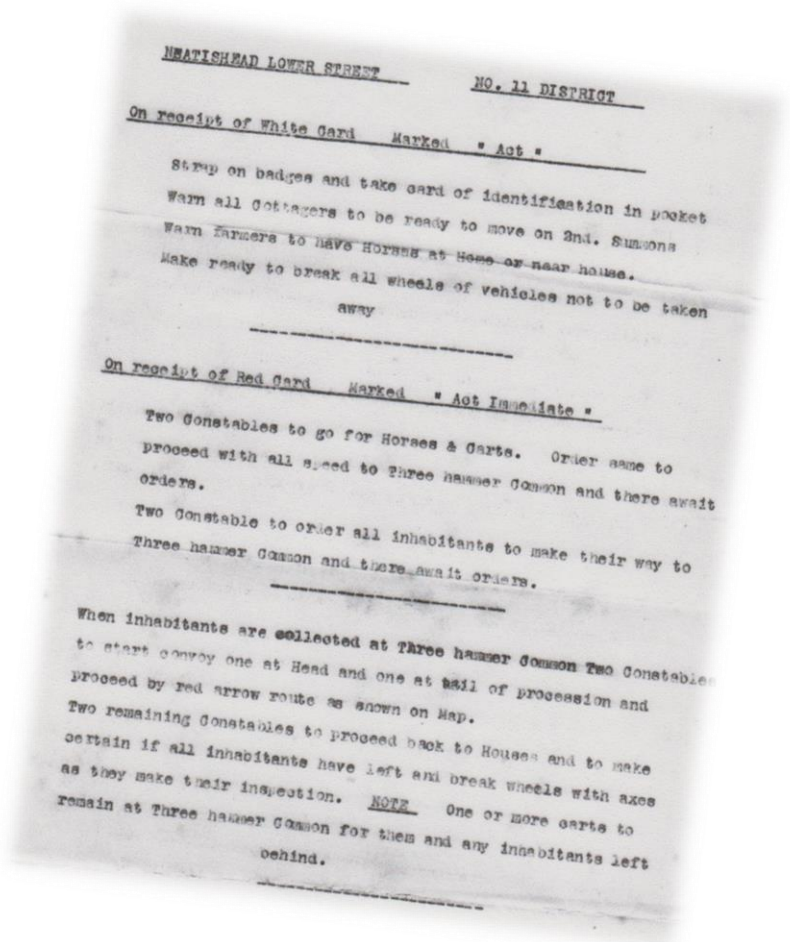 NEATISHEAD LOWER STREET NO. 11 DISTRICT
On receipt of White Card Marked " Act "
Strap on badges and take card of identification in pocket
Warn all Cottagers to be ready to move on 2nd. Summons
Warn farmers to have Horses at Home or near house.
Make ready to break all wheels of vehicles not to be taken
away
On receipt of Red Card Marked " Act Immediate "
Two Constables to go for Horses & Carts. Order same to
proceed with all speed to Three hammer Common and there await
orders.
Two Constable to order all inhabitants to make their way to
Three hammer Common and there await orders.
When inhabitants are collected at Three hammer Common Two Constables
to start convoy one at Head and one at tail of procession and
proceed by red arrow route as shown on Map.
Two remaining Constables to proceed back to Houses and to make
certain if all inhabitants have left and break wheels with axes
as they make their inspection. NOTE One or more carts to
remain at Three hammer Common for them and any inhabitants left
behind.